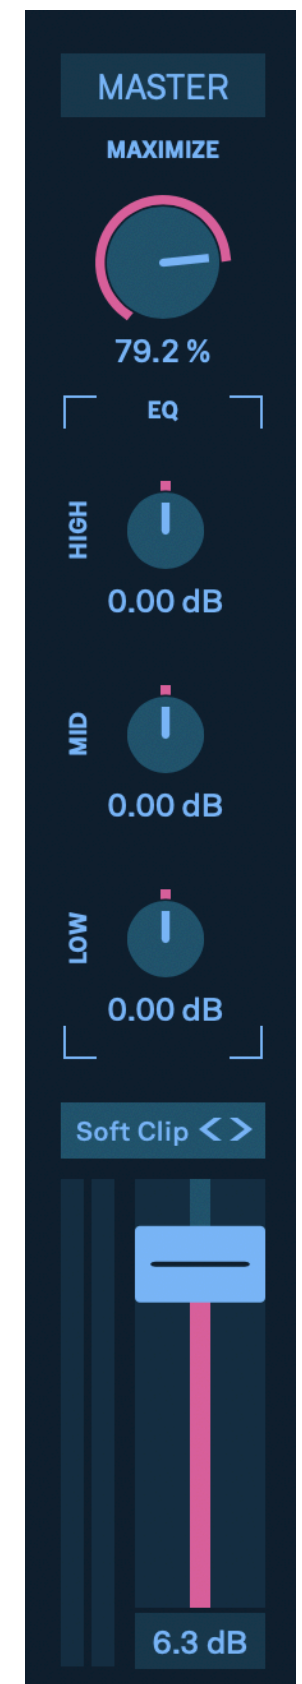 MASTER
MAXIMIZE
79.2 %
EQ
HIGH
0.00 dB
MID
0.00 dB
LOW
0.00 dB
Soft Clip
6.3 dB